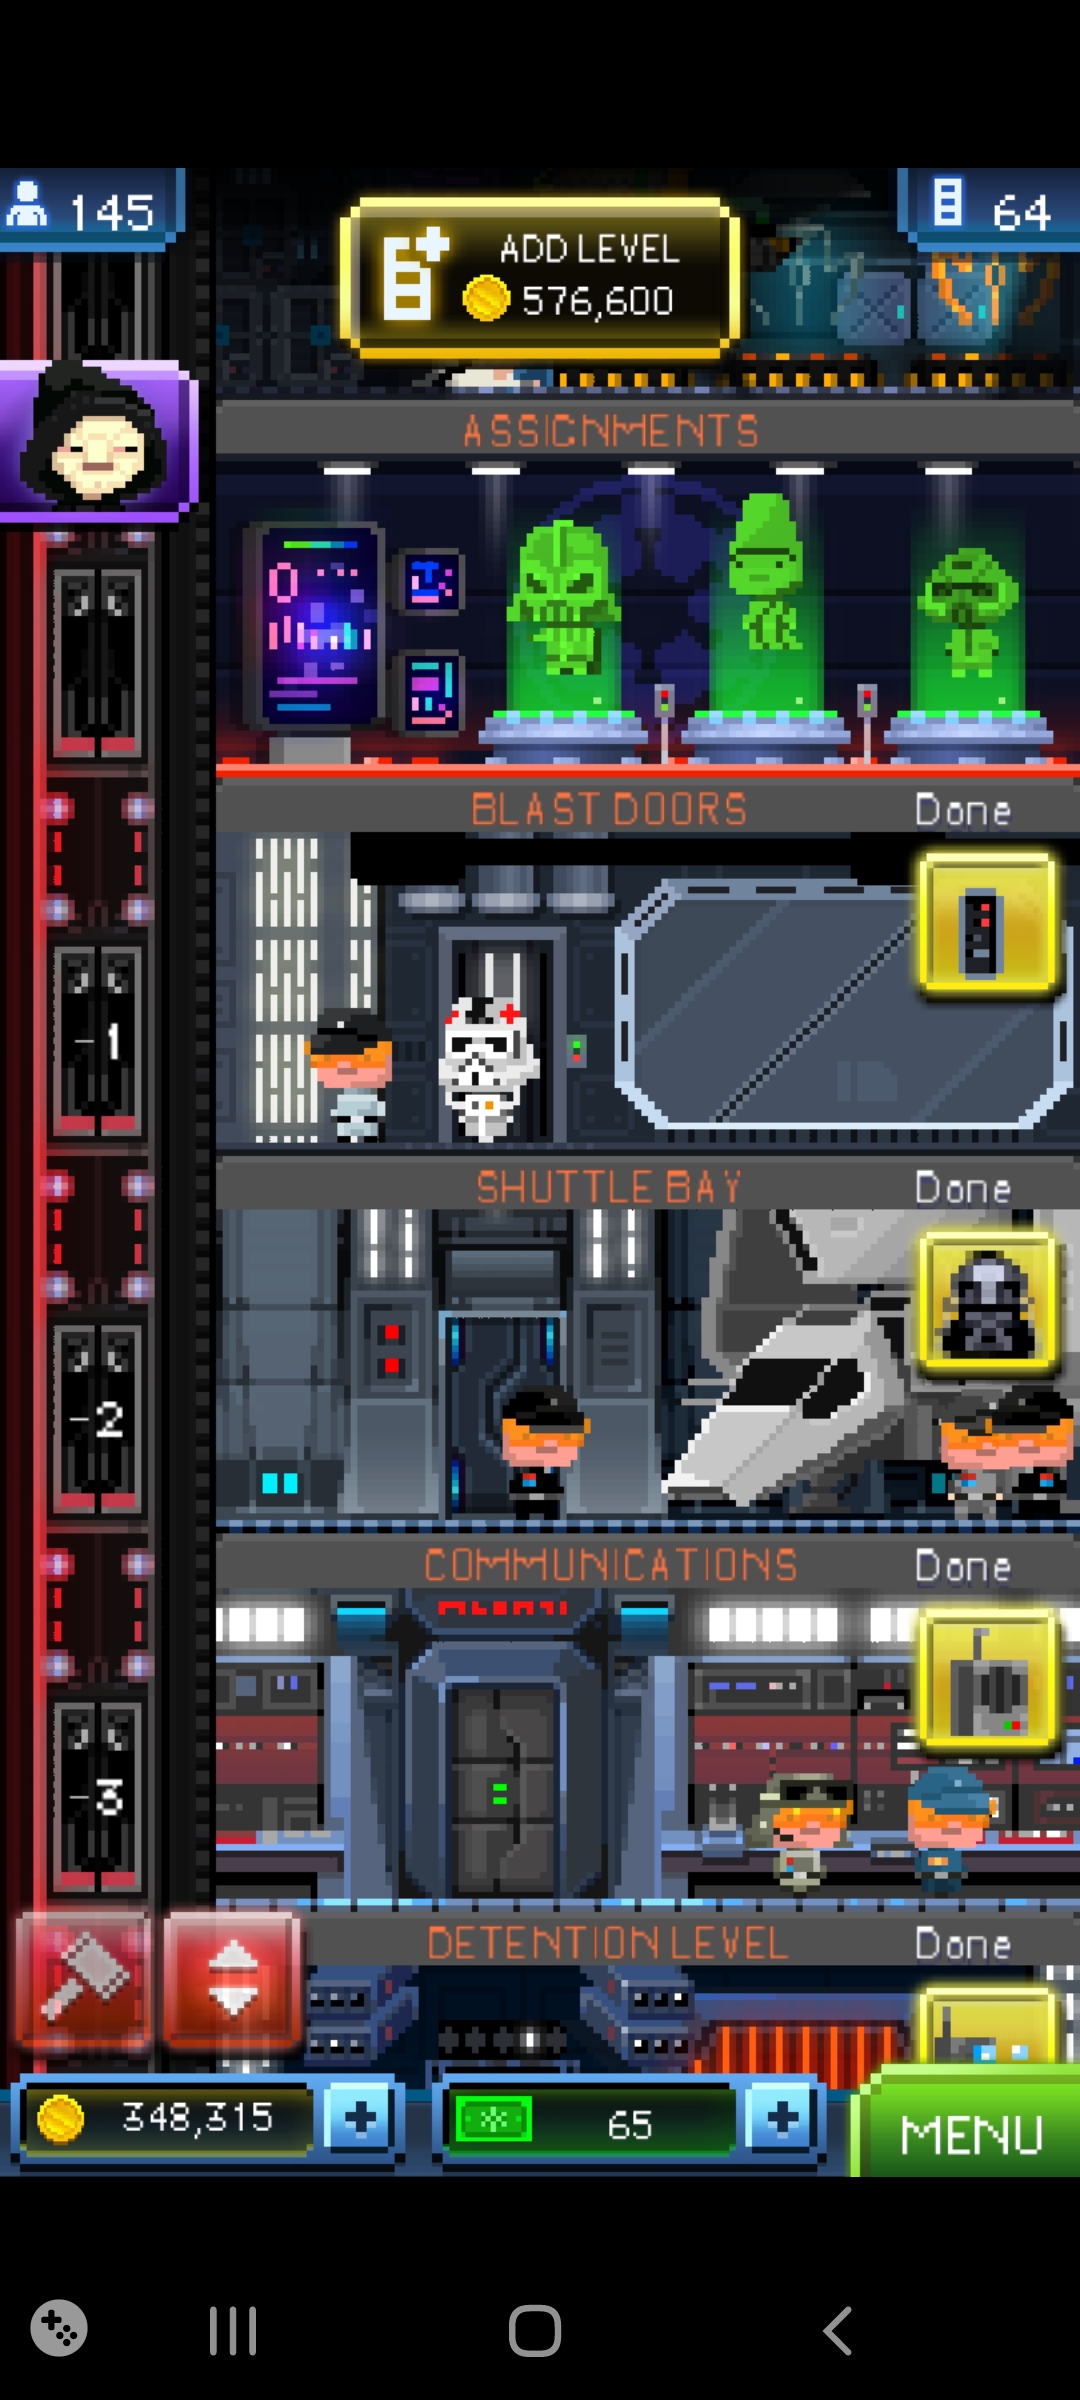 145
ADD LEVEL
576,600
64
ASSIGNMENTS
BLAST DOORS Done
-1
SHUTTLE BAY Done
-2
COMMUNICATIONS Done
-3
DETENTION LEVEL Done
348,315
65
MENU